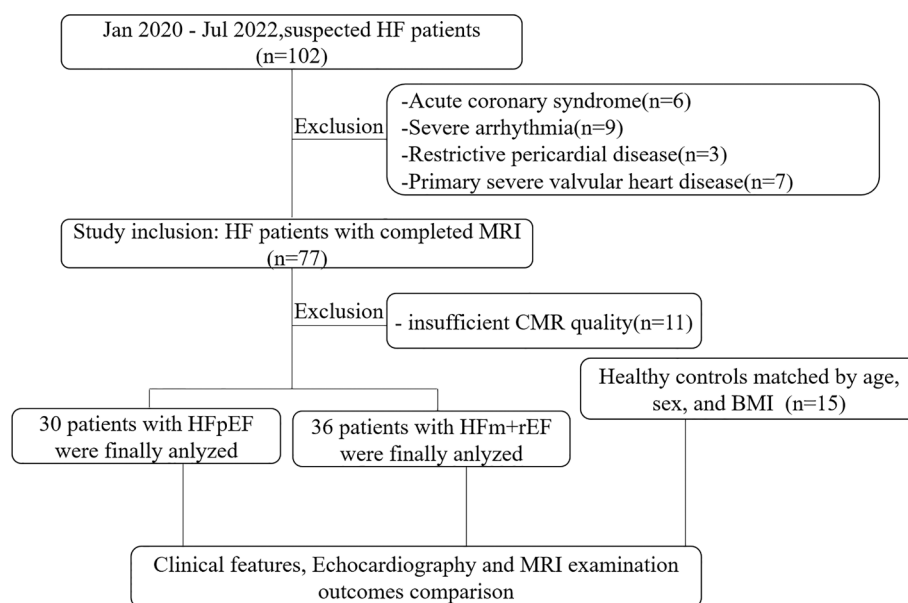 Jan 2020 - Jul 2022,suspected HF patients
(n=102)
Exclusion
-Acute coronary syndrome(n=6)
-Severe arrhythmia(n=9)
-Restrictive pericardial disease(n=3)
-Primary severe valvular heart disease(n=7)
Study inclusion: HF patients with completed MRI
(n=77)
Exclusion
- insufficient CMR quality(n=11)
Healthy controls matched by age,
sex, and BMI (n=15)
30 patients with HFpEF
were finally anlyzed
36 patients with HFm+rEF
were finally anlyzed
Clinical features, Echocardiography and MRI examination
outcomes comparison